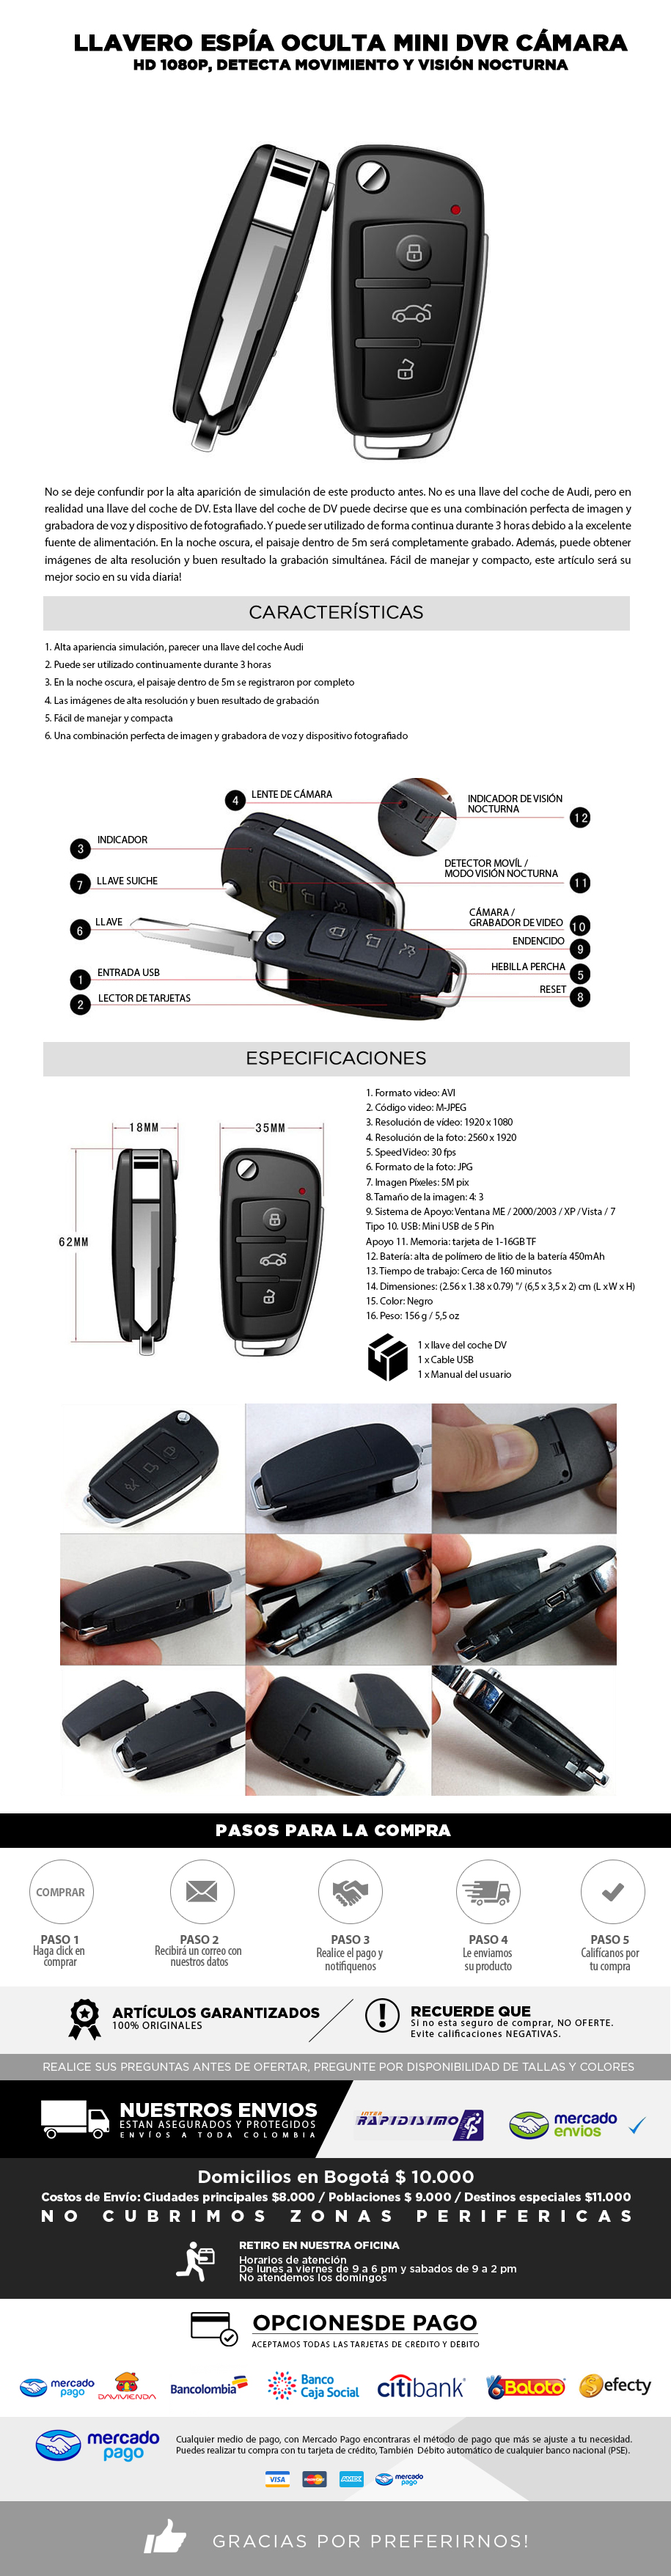 LLAVERO ESPÍA OCULTA MINI DVR CÁMARA
HD 1080P, DETECTA MOVIMIENTO Y VISIÓN NOCTURNA
No se deje confundir por la alta aparición de simulación de este producto antes. No es una llave del coche de Audi, pero en
realidad una llave del coche de DV. Esta llave del coche de DV puede decirse que es una combinación perfecta de imagen y
grabadora de voz y dispositivo de fotografiado. Y puede ser utilizado de forma continua durante 3 horas debido a la excelente
fuente de alimentación. En la noche oscura, el paisaje dentro de 5m será completamente grabado. Además, puede obtener
imágenes de alta resolución y buen resultado la grabación simultánea. Fácil de manejar y compacto, este artículo será su
mejor socio en su vida diaria!
CARACTERÍSTICAS
1. Alta apariencia simulación, parecer una llave del coche Audi
2. Puede ser utilizado continuamente durante 3 horas
3. En la noche oscura, el paisaje dentro de 5m se registraron por completo
4. Las imágenes de alta resolución y buen resultado de grabación
5. Fácil de manejar y compacta
6. Una combinación perfecta de imagen y grabadora de voz y dispositivo fotografiado
4 LENTE DE CÁMARA
INDICADOR DE VISIÓN
NOCTURNA
12
3 INDICADOR
DETECTOR MOVÍL /
MODO VISIÓN NOCTURNA
11
7 LLAVE SUICHE
CÁMARA /
GRABADOR DE VIDEO
10
6 LLAVE
ENDENCIDO 9
HEBILLA PERCHA 5
1 ENTRADA USB
RESET 8
2 LECTOR DE TARJETAS
ESPECIFICACIONES
18MM
35MM
62MM
1. Formato video: AVI
2. Código video: M-JPEG
3. Resolución de vídeo: 1920 x 1080
4. Resolución de la foto: 2560 x 1920
5. Speed Video: 30 fps
6. Formato de la foto: JPG
7. Imagen Píxeles: 5M pix
8. Tamaño de la imagen: 4: 3
9. Sistema de Apoyo: Ventana ME / 2000/2003 / XP / Vista / 7
Tipo 10. USB: Mini USB de 5 Pin
Apoyo 11. Memoria: tarjeta de 1-16GB TF
12. Batería: alta de polímero de litio de la batería 450mAh
13. Tiempo de trabajo: Cerca de 160 minutos
14. Dimensiones: (2.56 x 1.38 x 0.79) "/ (6,5 x 3,5 x 2) cm (L x W x H)
15. Color: Negro
16. Peso: 156 g / 5,5 oz
1 x llave del coche DV
1 x Cable USB
1 x Manual del usuario
PASOS PARA LA COMPRA
COMPRAR
PASO 1
Haga click en
comprar
PASO 2
Recibirá un correo con
nuestros datos
PASO 3
Realice el pago y
notifiquenos
PASO 4
Le enviamos
su producto
PASO 5
Califícanos por
tu compra
ARTÍCULOS GARANTIZADOS
100% ORIGINALES
RECUERDE QUE
Si no esta seguro de comprar, NO OFERTE.
Evite calificaciones NEGATIVAS.
REALICE SUS PREGUNTAS ANTES DE OFERTAR, PREGUNTE POR DISPONIBILIDAD DE TALLAS Y COLORES
NUESTROS ENVIOS
ESTAN ASEGURADOS Y PROTEGIDOS
ENVÍOS A TODA COLOMBIA
INTER
RAPIDISIMO
mercado
envios
Domicilios en Bogotá $ 10.000
Costos de Envío: Ciudades principales $8.000 / Poblaciones $ 9.000 / Destinos especiales $11.000
NO CUBRIMOS ZONAS PERIFERICAS
RETIRO EN NUESTRA OFICINA
Horarios de atención
De lunes a viernes de 9 a 6 pm y sabados de 9 a 2 pm
No atendemos los domingos
OPCIONESDE PAGO
ACEPTAMOS TODAS LAS TARJETAS DE CRÉDITO Y DÉBITO
mercado
pago
DAVIVIENDA
Bancolombia
Banco
Caja Social
citibank
Baloto
efecty
mercado
pago
Cualquier medio de pago, con Mercado Pago encontraras el método de pago que más se ajuste a tu necesidad.
Puedes realizar tu compra con tu tarjeta de crédito, También Débito automático de cualquier banco nacional (PSE).
VISA
mercado
pago
GRACIAS POR PREFERIRNOS!